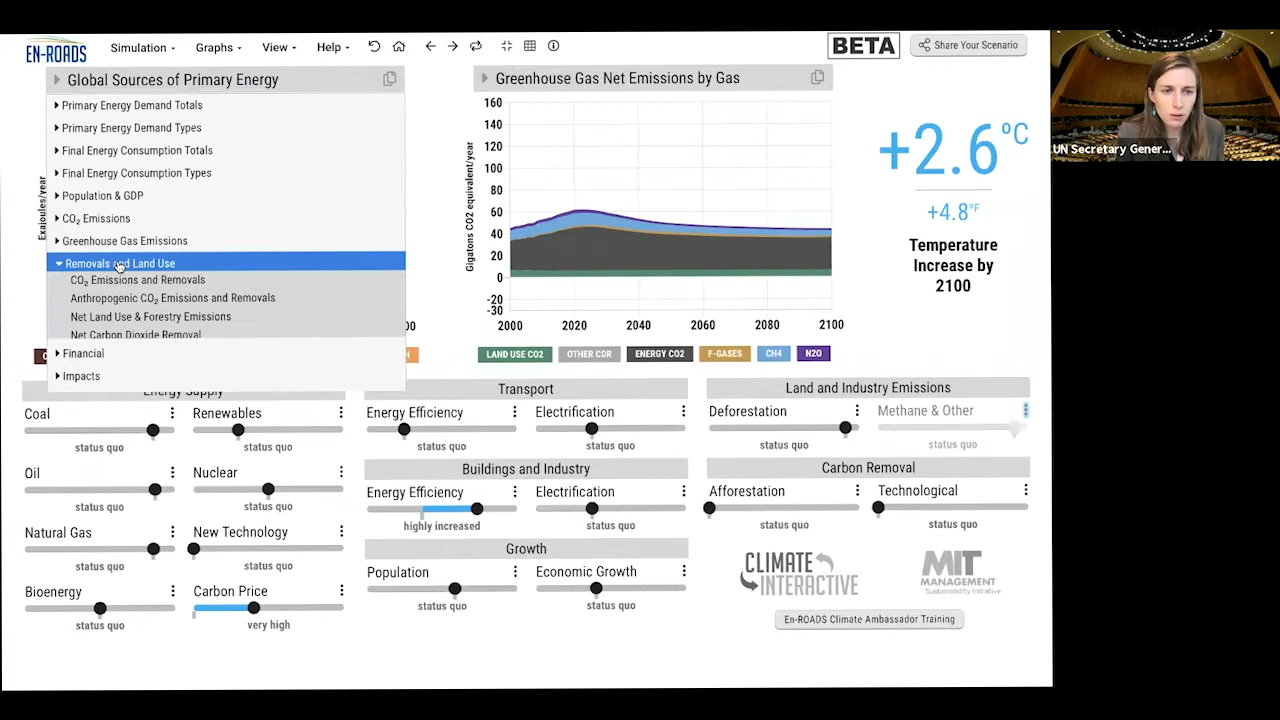 EN-ROADS
Simulation
Graphs
View
Help
BETA
Share Your Scenario
Global Sources of Primary Energy
Primary Energy Demand Totals
Primary Energy Demand Types
Final Energy Consumption Totals
Final Energy Consumption Types
Population & GDP
CO₂ Emissions
Greenhouse Gas Emissions
Removals and Land Use
CO₂ Emissions and Removals
Anthropogenic CO₂ Emissions and Removals
Net Land Use & Forestry Emissions
Net Carbon Dioxide Removal
Financial
Impacts
Exajoules/year
Greenhouse Gas Net Emissions by Gas
Gigatons CO2 equivalent/year
160
140
120
100
80
60
40
20
0
-20
-30
2000 2020 2040 2060 2080 2100
LAND USE CO2 OTHER CDR ENERGY CO2 F-GASES CH4 N2O
+2.6°C
+4.8°F
Temperature
Increase by
2100
UN Secretary Gener...
Energy Supply
Coal
status quo
Renewables
status quo
Oil
status quo
Nuclear
status quo
Natural Gas
status quo
New Technology
status quo
Bioenergy
status quo
Carbon Price
very high
Transport
Energy Efficiency
status quo
Electrification
status quo
Buildings and Industry
Energy Efficiency
highly increased
Electrification
status quo
Growth
Population
status quo
Economic Growth
status quo
Land and Industry Emissions
Deforestation
status quo
Methane & Other
status quo
Carbon Removal
Afforestation
status quo
Technological
status quo
CLIMATE
INTERACTIVE
MIT
MANAGEMENT
Sustainability Initiative
En-ROADS Climate Ambassador Training